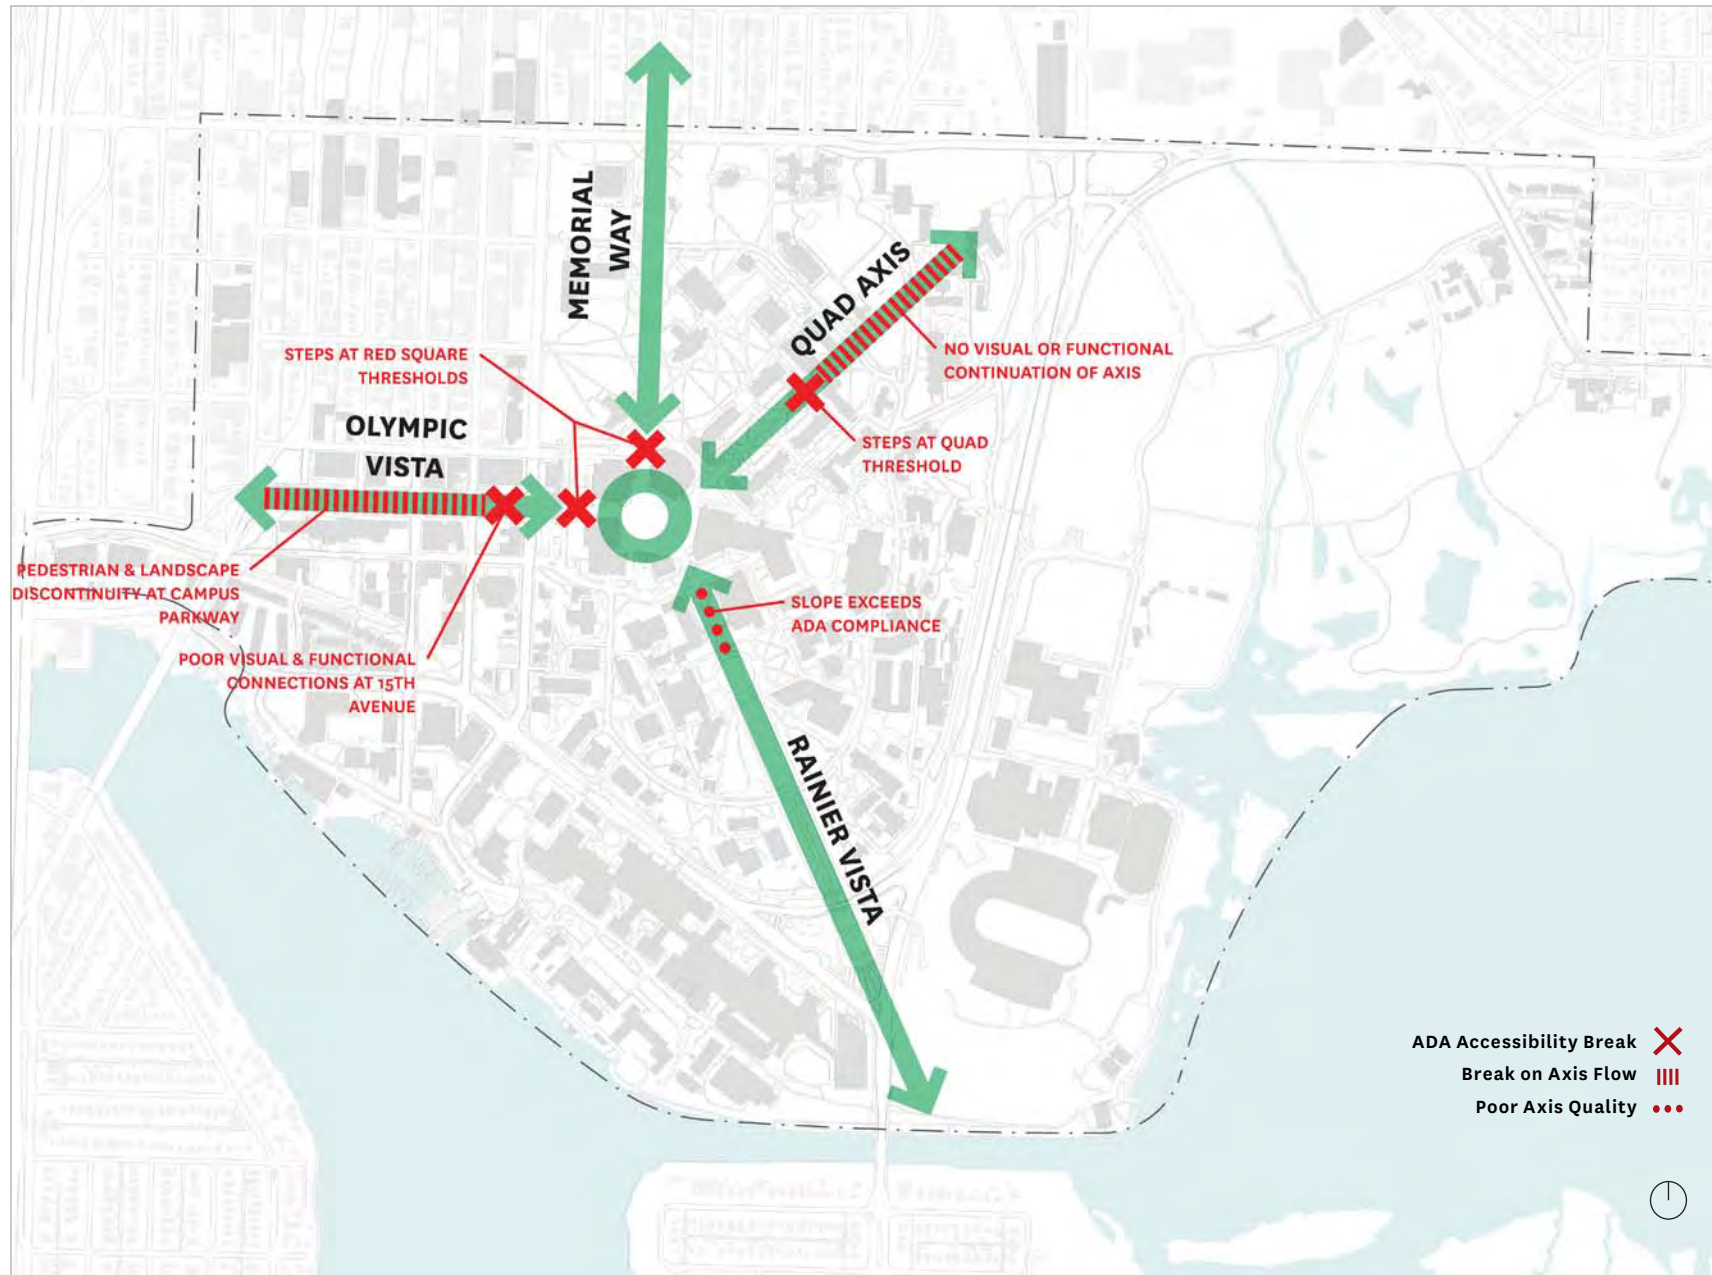 MEMORIAL
WAY
QUAD AXIS
STEPS AT RED SQUARE
THRESHOLDS
NO VISUAL OR FUNCTIONAL
CONTINUATION OF AXIS
OLYMPIC
VISTA
STEPS AT QUAD
THRESHOLD
PEDESTRIAN & LANDSCAPE
DISCONTINUITY AT CAMPUS
PARKWAY
SLOPE EXCEEDS
ADA COMPLIANCE
POOR VISUAL & FUNCTIONAL
CONNECTIONS AT 15TH
AVENUE
RAINIER VISTA
ADA Accessibility Break
Break on Axis Flow
Poor Axis Quality